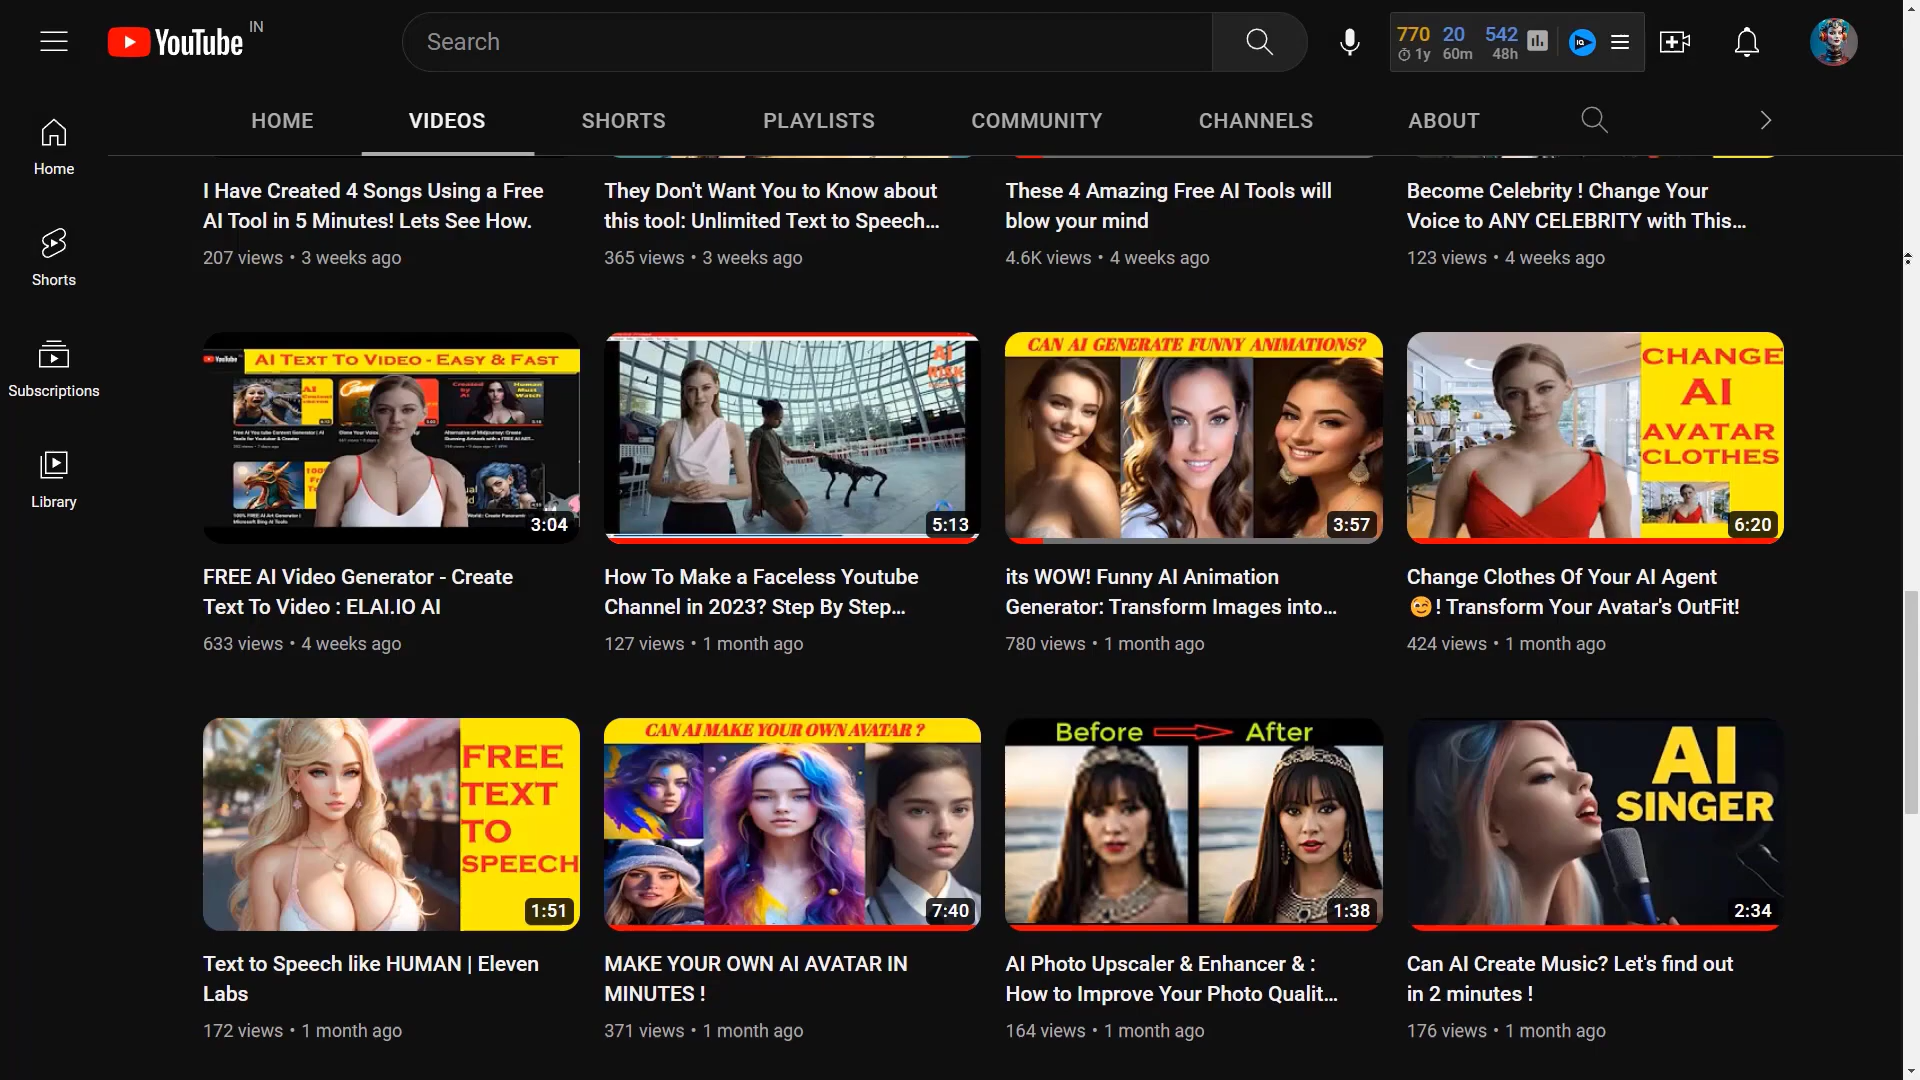 YouTube IN
Search
770 20 542
1y 60m 48h
IQ
HOME VIDEOS SHORTS PLAYLISTS COMMUNITY CHANNELS ABOUT
Home
Shorts
Subscriptions
Library
I Have Created 4 Songs Using a Free
AI Tool in 5 Minutes! Lets See How.
207 views • 3 weeks ago
They Don't Want You to Know about
this tool: Unlimited Text to Speech...
365 views • 3 weeks ago
These 4 Amazing Free AI Tools will
blow your mind
4.6K views • 4 weeks ago
Become Celebrity ! Change Your
Voice to ANY CELEBRITY with This...
123 views • 4 weeks ago
YouTube
AI TEXT TO VIDEO - EASY & FAST
3:04
FREE AI Video Generator - Create
Text To Video : ELAI.IO AI
633 views • 4 weeks ago
AI
RISK
5:13
How To Make a Faceless Youtube
Channel in 2023? Step By Step...
127 views • 1 month ago
CAN AI GENERATE FUNNY ANIMATIONS?
3:57
its WOW! Funny AI Animation
Generator: Transform Images into...
780 views • 1 month ago
CHANGE
AI
AVATAR
CLOTHES
6:20
Change Clothes Of Your AI Agent
😊! Transform Your Avatar's OutFit!
424 views • 1 month ago
FREE
TEXT
TO
SPEECH
1:51
Text to Speech like HUMAN | Eleven
Labs
172 views • 1 month ago
CAN AI MAKE YOUR OWN AVATAR ?
7:40
MAKE YOUR OWN AI AVATAR IN
MINUTES !
371 views • 1 month ago
Before After
1:38
AI Photo Upscaler & Enhancer & :
How to Improve Your Photo Qualit...
164 views • 1 month ago
AI
SINGER
2:34
Can AI Create Music? Let's find out
in 2 minutes !
176 views • 1 month ago